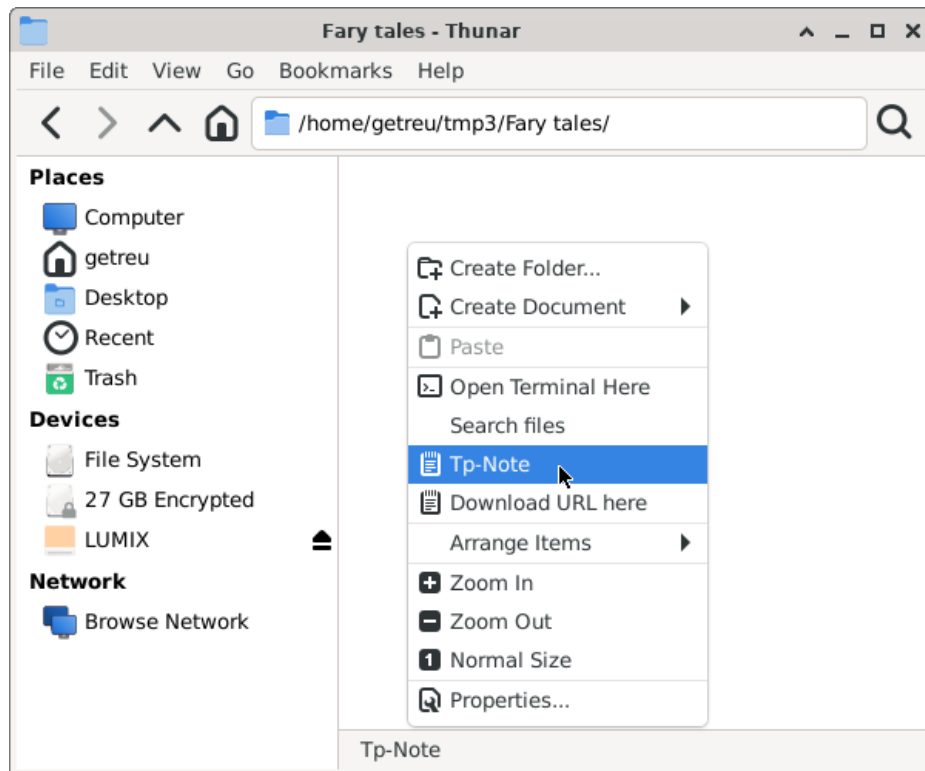 Fary tales - Thunar
File Edit View Go Bookmarks Help
/home/getreu/tmp3/Fary tales/
Places
Computer
getreu
Desktop
Recent
Trash
Devices
File System
27 GB Encrypted
LUMIX
Network
Browse Network
Create Folder...
Create Document
Paste
Open Terminal Here
Search files
Tp-Note
Download URL here
Arrange Items
Zoom In
Zoom Out
1 Normal Size
Properties...
Tp-Note